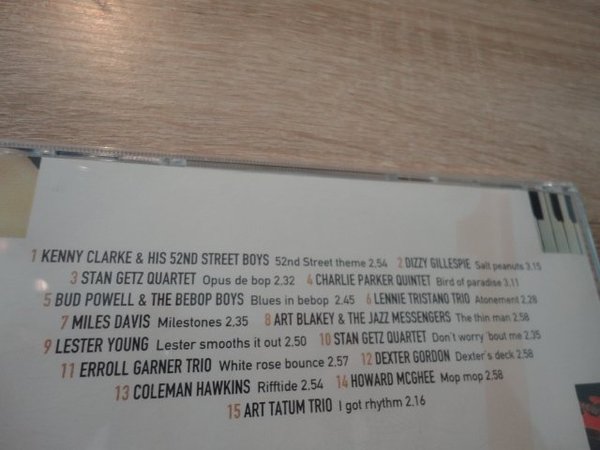 1 KENNY CLARKE & HIS 52ND STREET BOYS 52nd Street theme 2.54 2 DIZZY GILLESPIE Salt peanuts 3.15
3 STAN GETZ QUARTET Opus de bop 2.32 4 CHARLIE PARKER QUINTET Bird of paradise 3.11
5 BUD POWELL & THE BEBOP BOYS Blues in bebop 2.45 6 LENNIE TRISTANO TRIO Atonement 2.28
7 MILES DAVIS Milestones 2.35 8 ART BLAKEY & THE JAZZ MESSENGERS The thin man 2.58
9 LESTER YOUNG Lester smooths it out 2.50 10 STAN GETZ QUARTET Don't worry 'bout me 2.35
11 ERROLL GARNER TRIO White rose bounce 2.57 12 DEXTER GORDON Dexter's deck 2.58
13 COLEMAN HAWKINS Rifftide 2.54 14 HOWARD MCGHEE Mop mop 2.58
15 ART TATUM TRIO I got rhythm 2.16